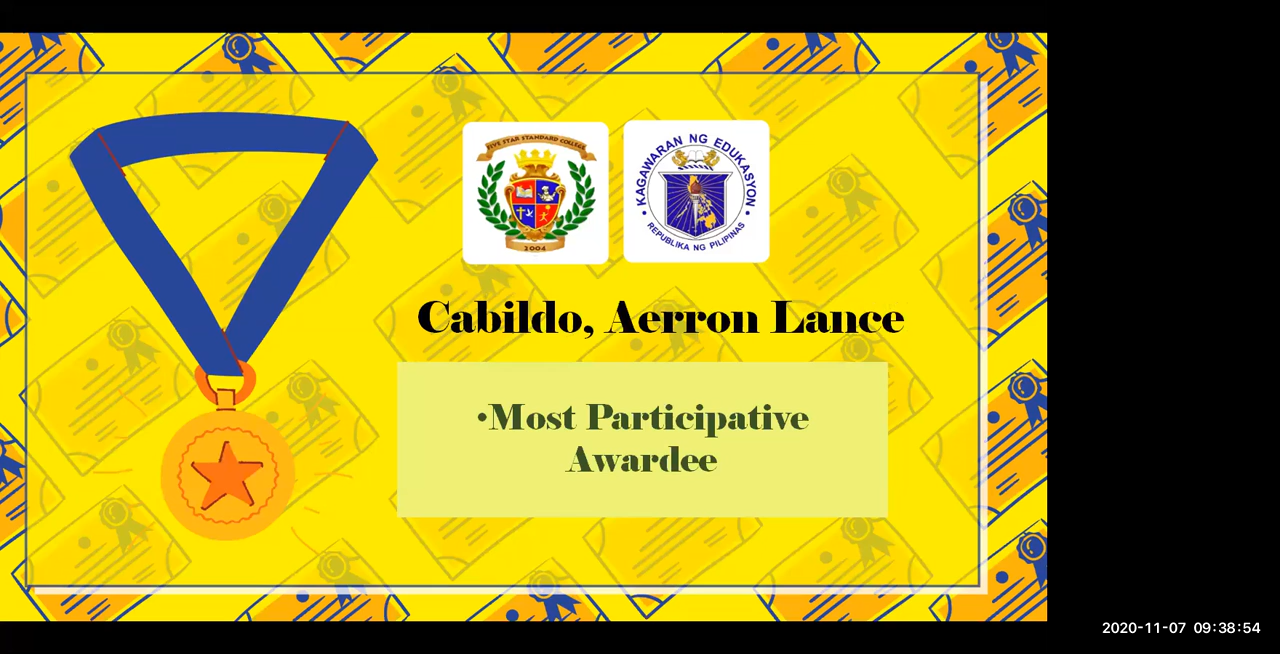 FIVE STAR STANDARD COLLEGE
2004
KAGAWARAN NG EDUKASYON
REPUBLIKA NG PILIPINAS
Cabildo, Aerron Lance
•Most Participative
Awardee
2020-11-07 09:38:54